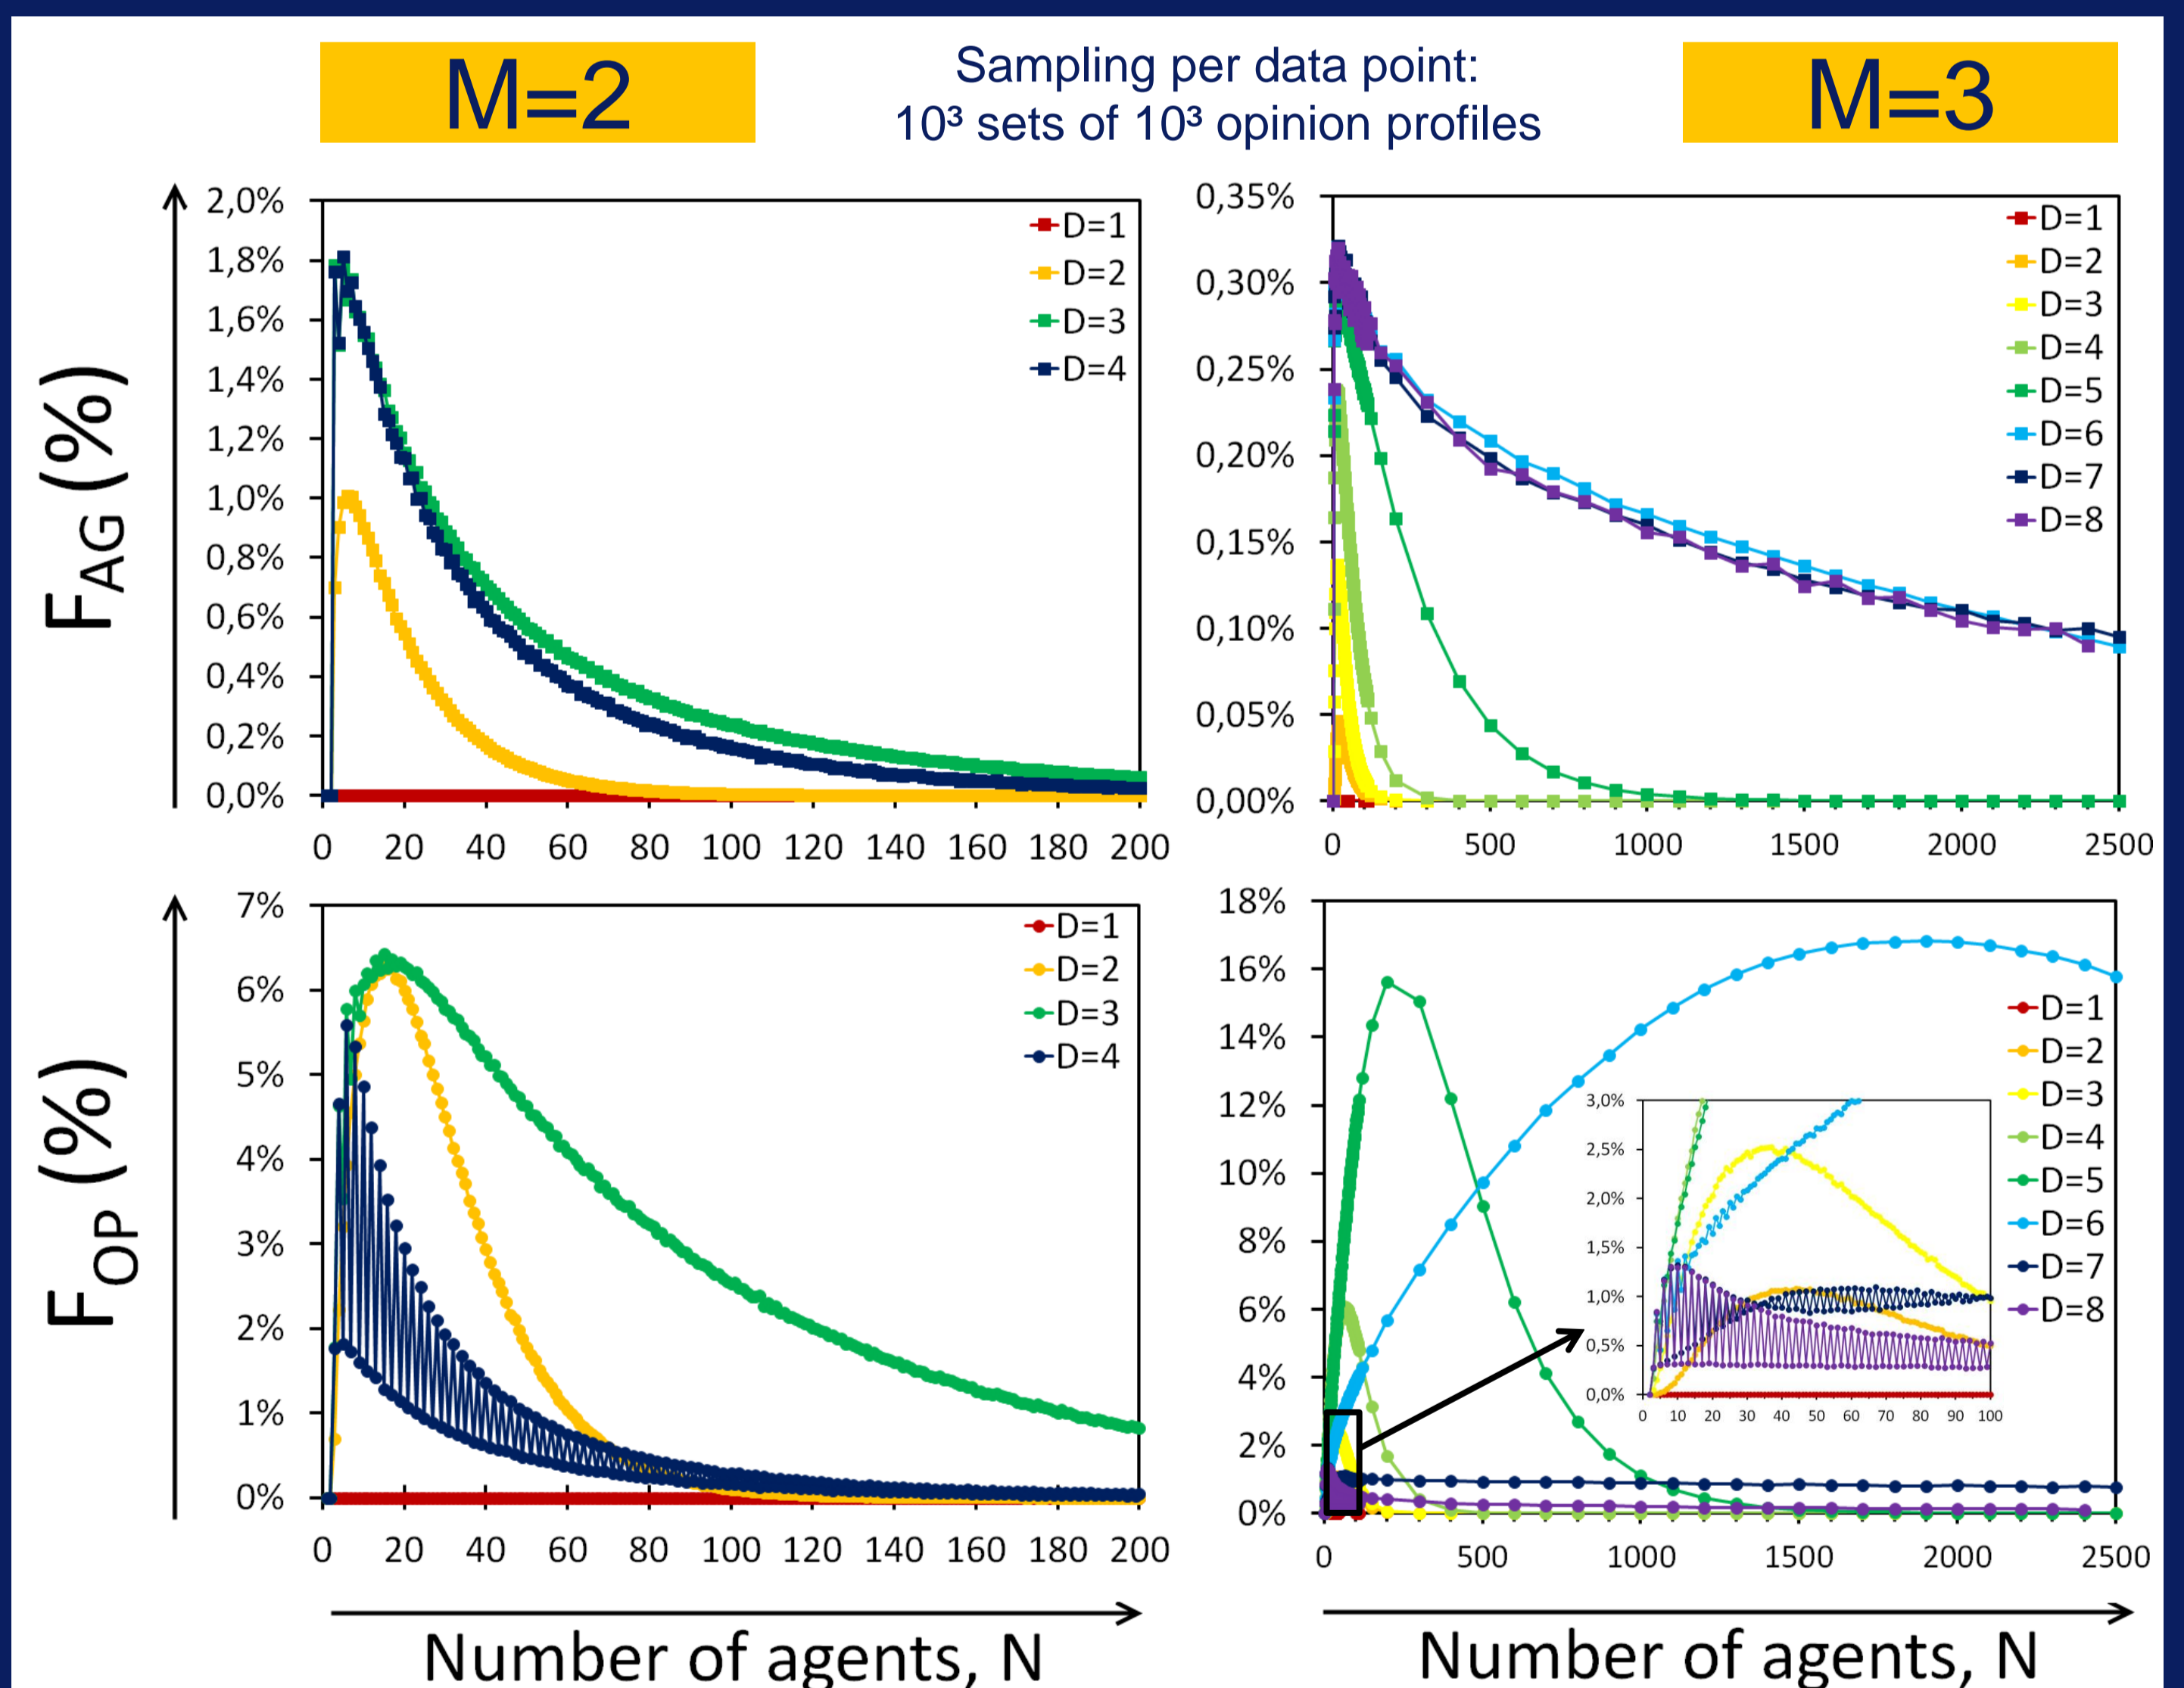 M=2
Sampling per data point:
10³ sets of 10³ opinion profiles
M=3
F_AG (%)
2,0%
1,8%
1,6%
1,4%
1,2%
1,0%
0,8%
0,6%
0,4%
0,2%
0,0%
D=1
D=2
D=3
D=4
0 20 40 60 80 100 120 140 160 180 200
0,35%
0,30%
0,25%
0,20%
0,15%
0,10%
0,05%
0,00%
D=1
D=2
D=3
D=4
D=5
D=6
D=7
D=8
0 500 1000 1500 2000 2500
F_OP (%)
7%
6%
5%
4%
3%
2%
1%
0%
D=1
D=2
D=3
D=4
0 20 40 60 80 100 120 140 160 180 200
Number of agents, N
18%
16%
14%
12%
10%
8%
6%
4%
2%
0%
3,0%
2,5%
2,0%
1,5%
1,0%
0,5%
0,0%
0 10 20 30 40 50 60 70 80 90 100
D=1
D=2
D=3
D=4
D=5
D=6
D=7
D=8
0 500 1000 1500 2000 2500
Number of agents, N